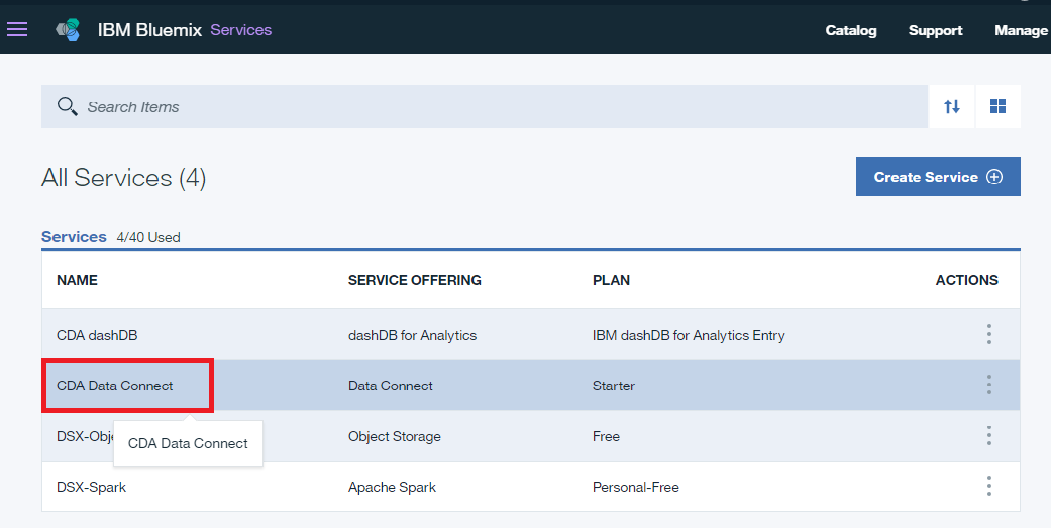 IBM Bluemix Services Catalog Support Manage
Search Items
All Services (4) Create Service
Services 4/40 Used
NAME SERVICE OFFERING PLAN ACTIONS
CDA dashDB dashDB for Analytics IBM dashDB for Analytics Entry
CDA Data Connect Data Connect Starter
DSX-Obje Object Storage Free
CDA Data Connect
DSX-Spark Apache Spark Personal-Free